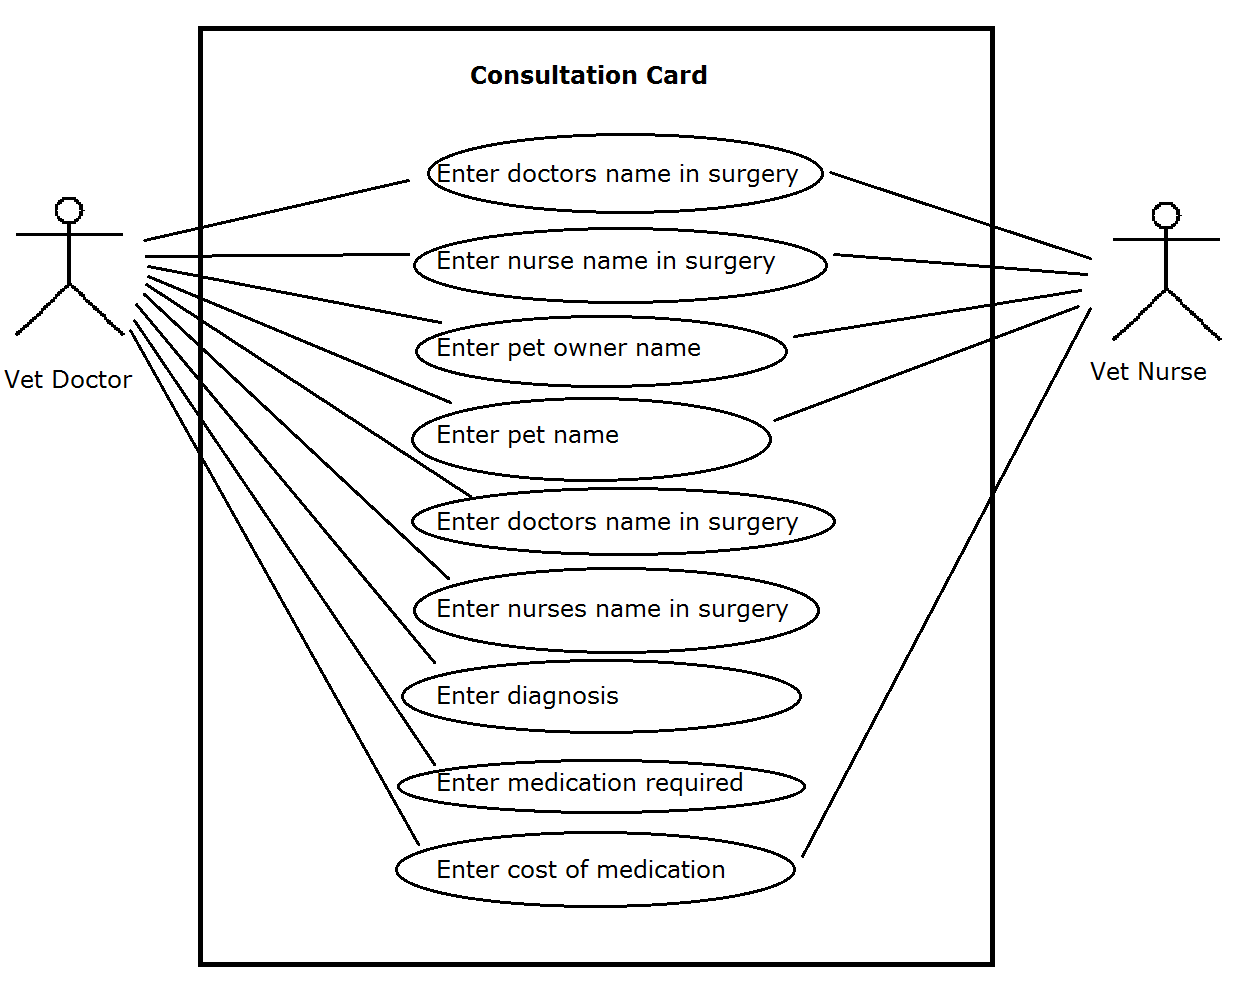 Consultation Card
Enter doctors name in surgery
Enter nurse name in surgery
Enter pet owner name
Enter pet name
Enter doctors name in surgery
Enter nurses name in surgery
Enter diagnosis
Enter medication required
Enter cost of medication
Vet Doctor
Vet Nurse